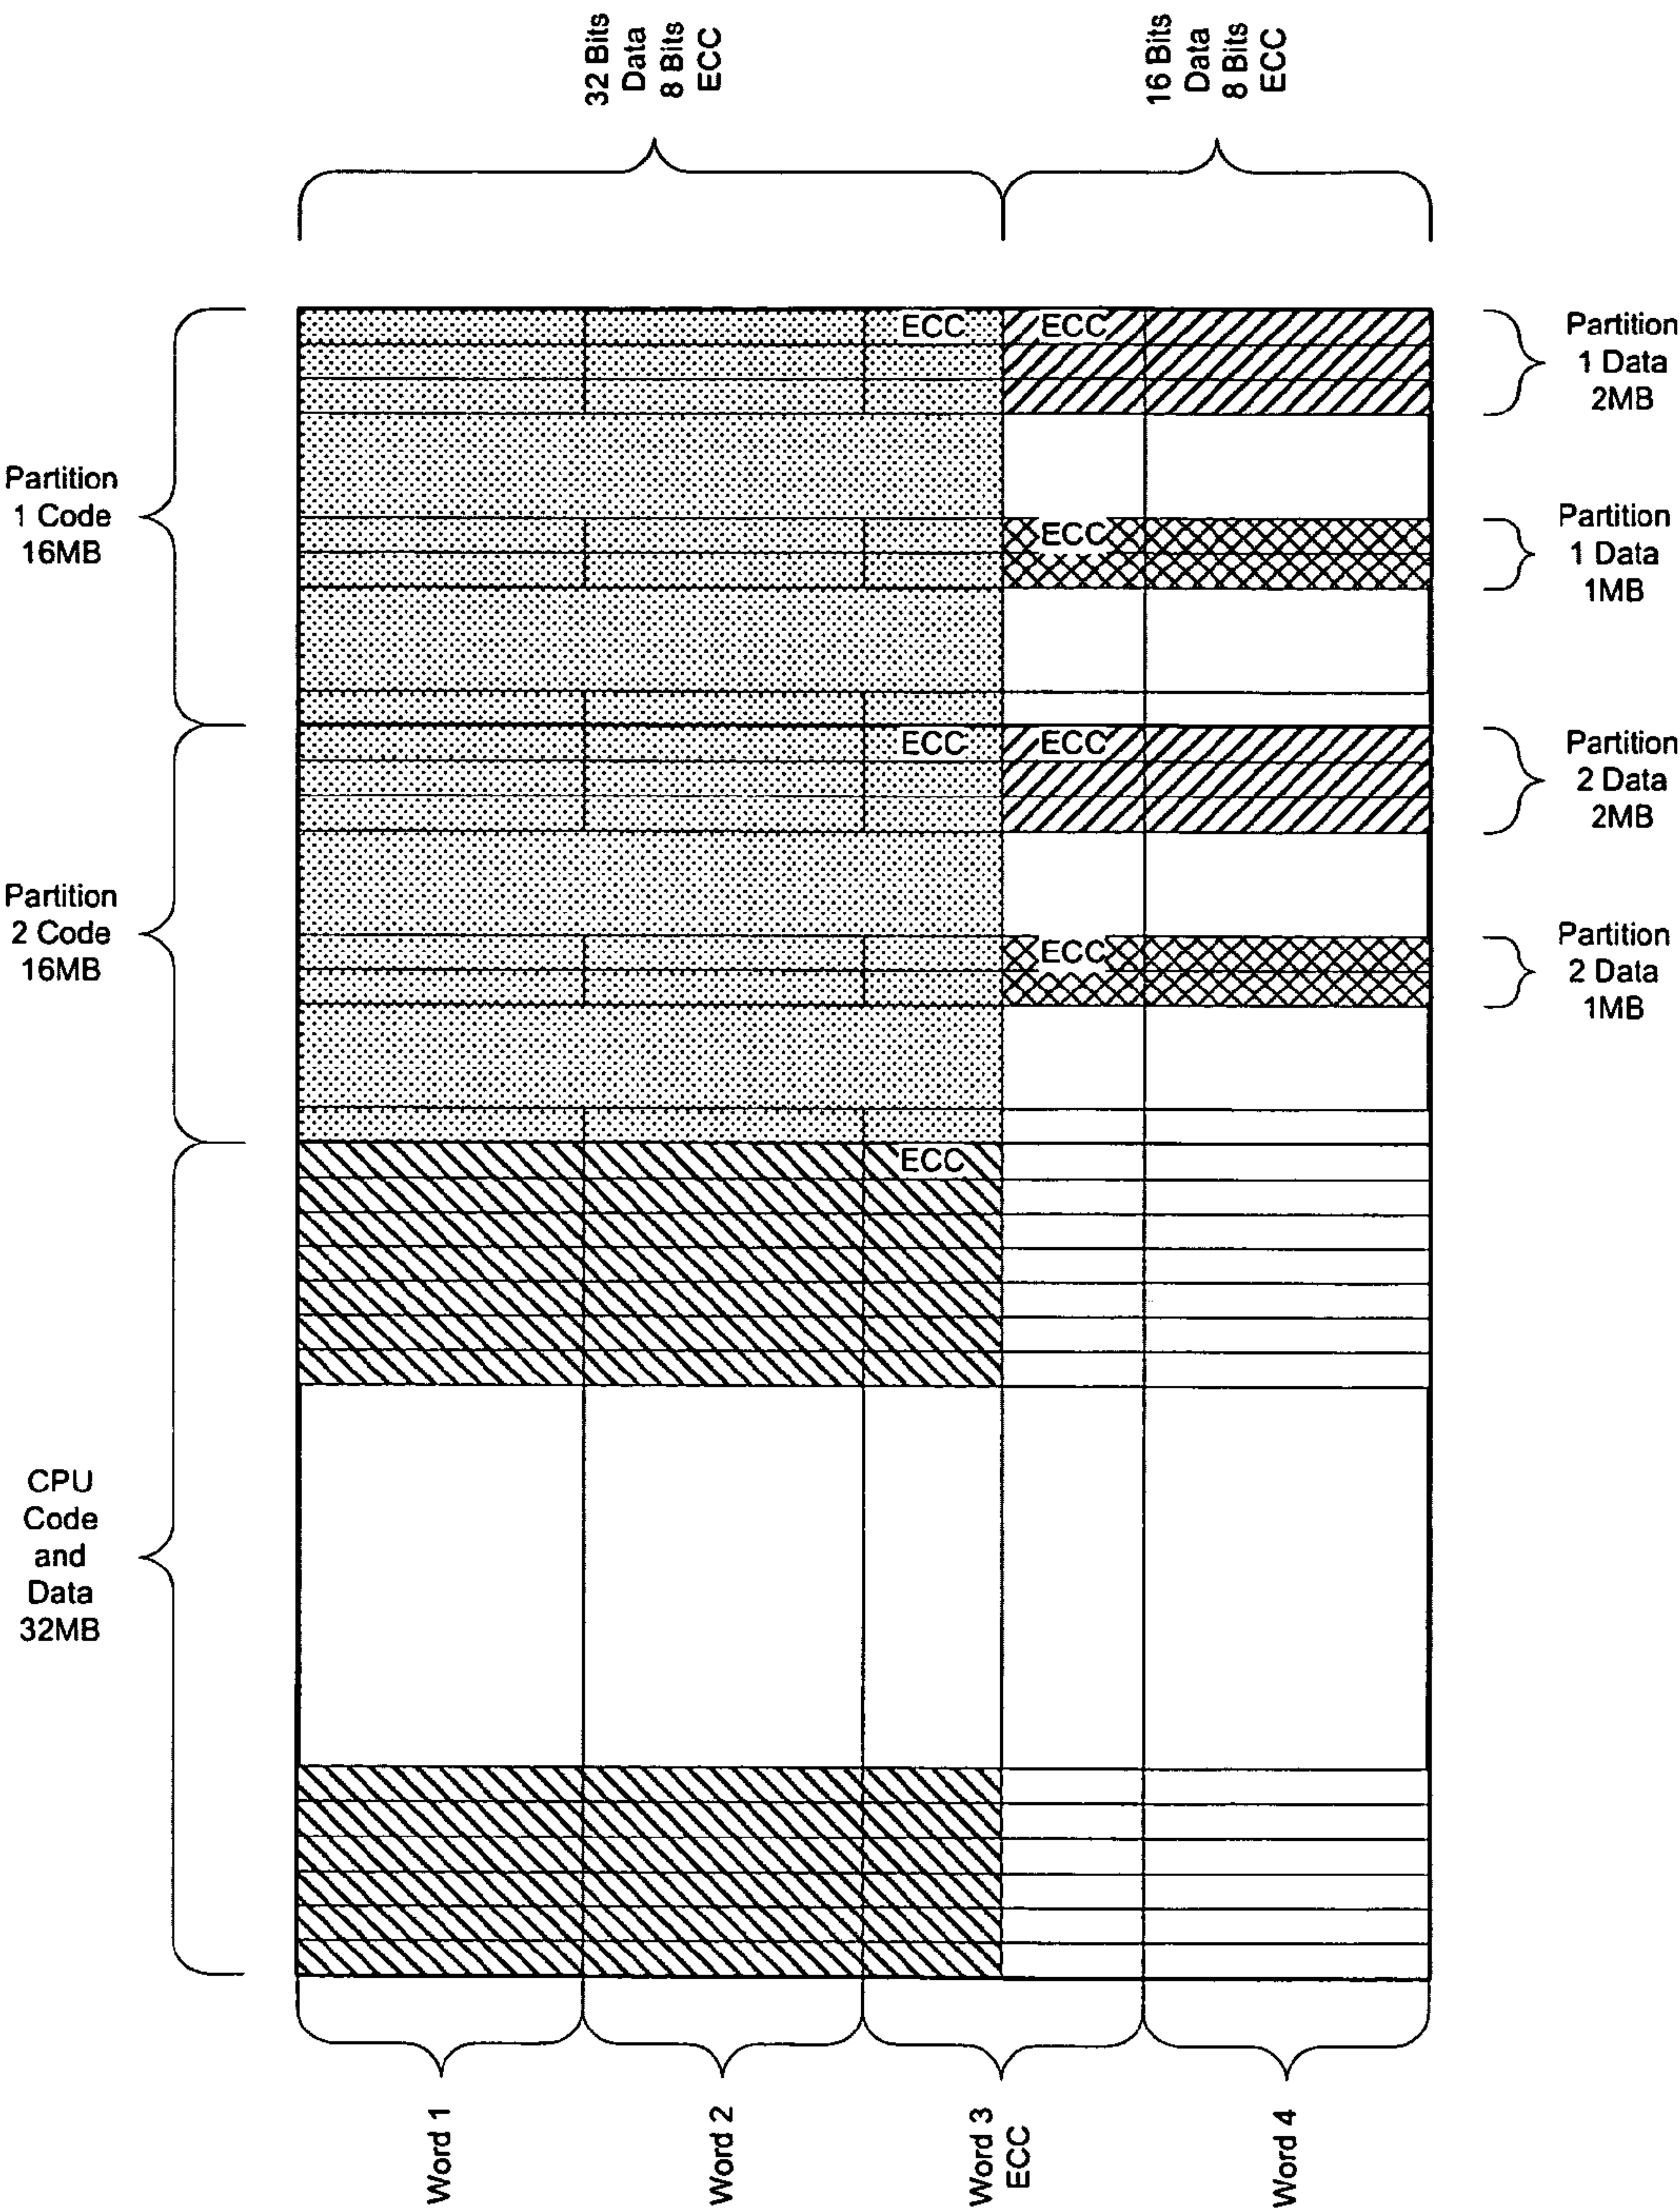 32 Bits
Data
8 Bits
ECC
16 Bits
Data
8 Bits
ECC
Partition
1 Code
16MB
ECC
ECC
Partition
1 Data
2MB
ECC
Partition
1 Data
1MB
Partition
2 Code
16MB
ECC
ECC
Partition
2 Data
2MB
ECC
Partition
2 Data
1MB
CPU
Code
and
Data
32MB
ECC
Word 1
Word 2
Word 3
ECC
Word 4